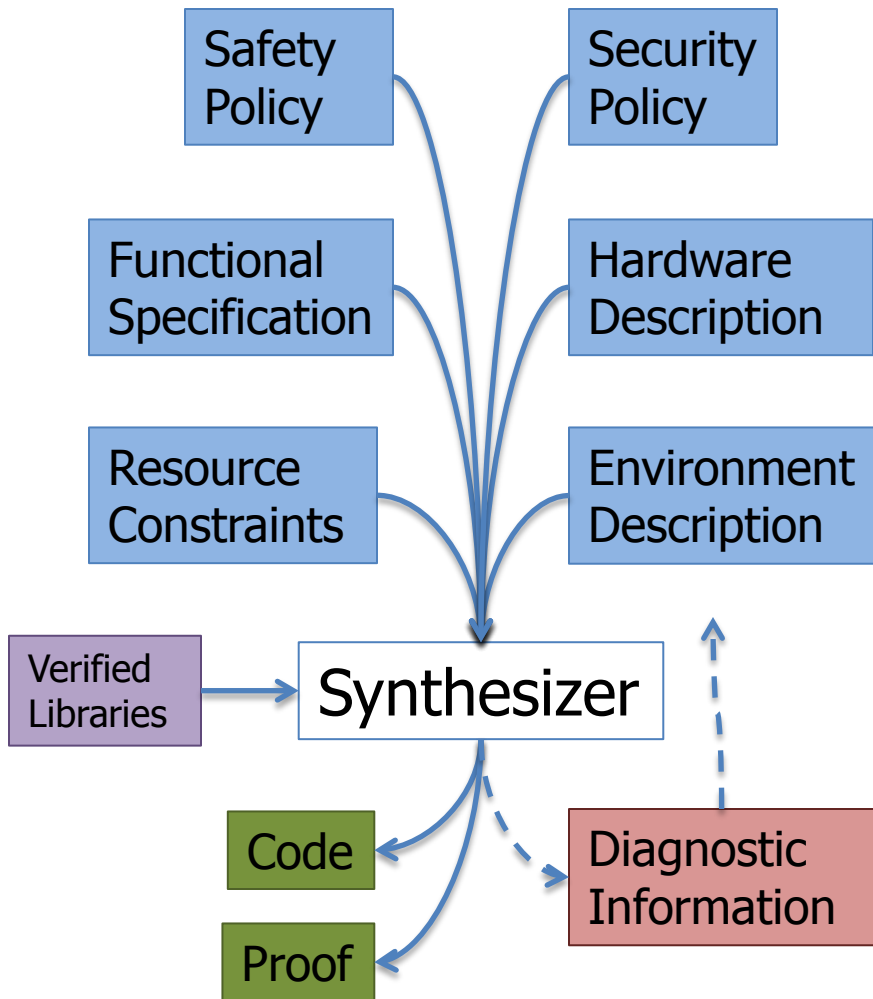 Safety
Policy
Security
Policy
Functional
Specification
Hardware
Description
Resource
Constraints
Environment
Description
Verified
Libraries
Synthesizer
Code
Diagnostic
Information
Proof